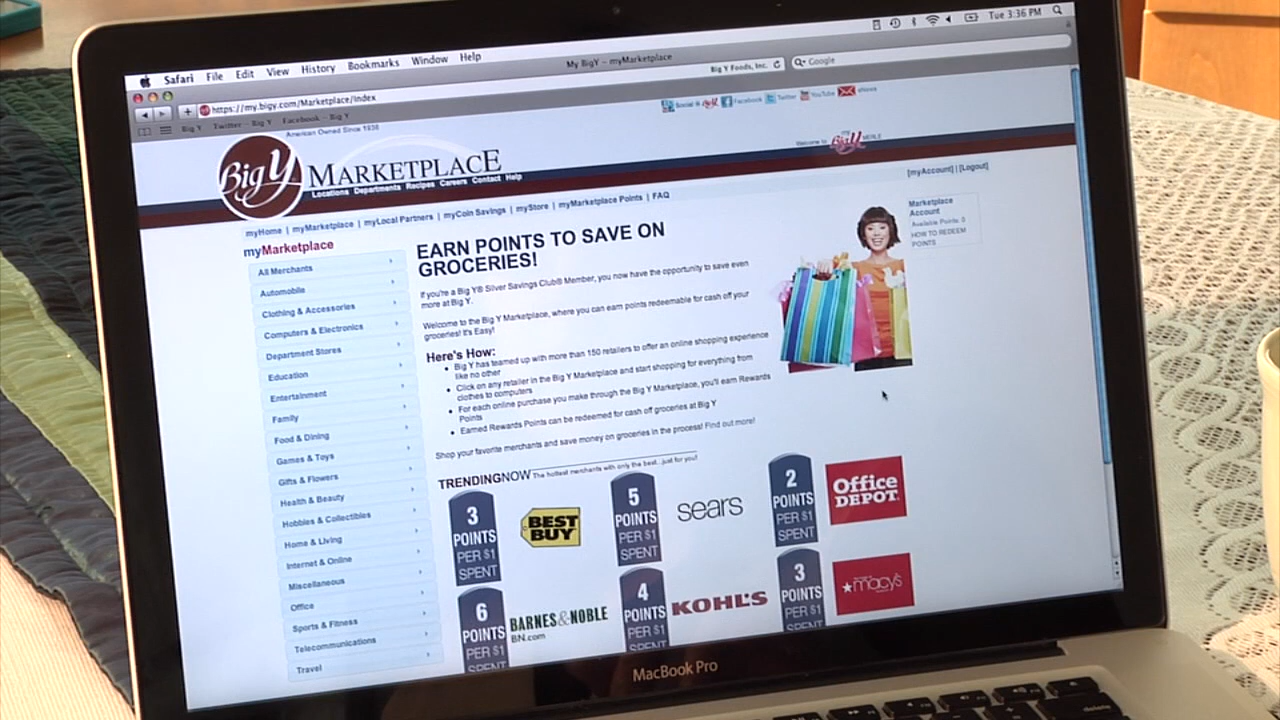 Safari File Edit View History Bookmarks Window Help Tue 3:36 PM
My BigY – myMarketplace
https://my.bigy.com/Marketplace/Index Big Y Foods, Inc. Google
Big Y Twitter – Big Y Facebook – Big Y
Facebook Twitter YouTube eNews
American Owned Since 1936
Big Y MARKETPLACE
Welcome to my Big Y MERLE
Locations Departments Recipes Careers Contact Help
[myAccount] | [Logout]
myHome | myMarketplace | myLocal Partners | myCoin Savings | myStore | myMarketplace Points | FAQ
myMarketplace
All Merchants
Automobile
Clothing & Accessories
Computers & Electronics
Department Stores
Education
Entertainment
Family
Food & Dining
Games & Toys
Gifts & Flowers
Health & Beauty
Hobbies & Collectibles
Home & Living
Internet & Online
Miscellaneous
Office
Sports & Fitness
Telecommunications
Travel
EARN POINTS TO SAVE ON
GROCERIES!
If you're a Big Y® Silver Savings Club® Member, you now have the opportunity to save even
more at Big Y.
Welcome to the Big Y Marketplace, where you can earn points redeemable for cash off your
groceries! It's Easy!
Here's How:
Big Y has teamed up with more than 150 retailers to offer an online shopping experience
like no other
Click on any retailer in the Big Y Marketplace and start shopping for everything from
clothes to computers
For each online purchase you make through the Big Y Marketplace, you'll earn Rewards
Points
Earned Rewards Points can be redeemed for cash off groceries at Big Y
Shop your favorite merchants and save money on groceries in the process! Find out more!
Marketplace
Account
Available Points: 0
HOW TO REDEEM
POINTS
TRENDINGNOW The hottest merchants with only the best...just for you!
3
POINTS
PER $1
SPENT
BEST
BUY
5
POINTS
PER $1
SPENT
sears
2
POINTS
PER $1
SPENT
Office
DEPOT.
6
POINTS
PER $1
SPENT
BARNES&NOBLE
BN.com
4
POINTS
PER $1
SPENT
KOHL'S
3
POINTS
PER $1
SPENT
macy's
MacBook Pro
delete